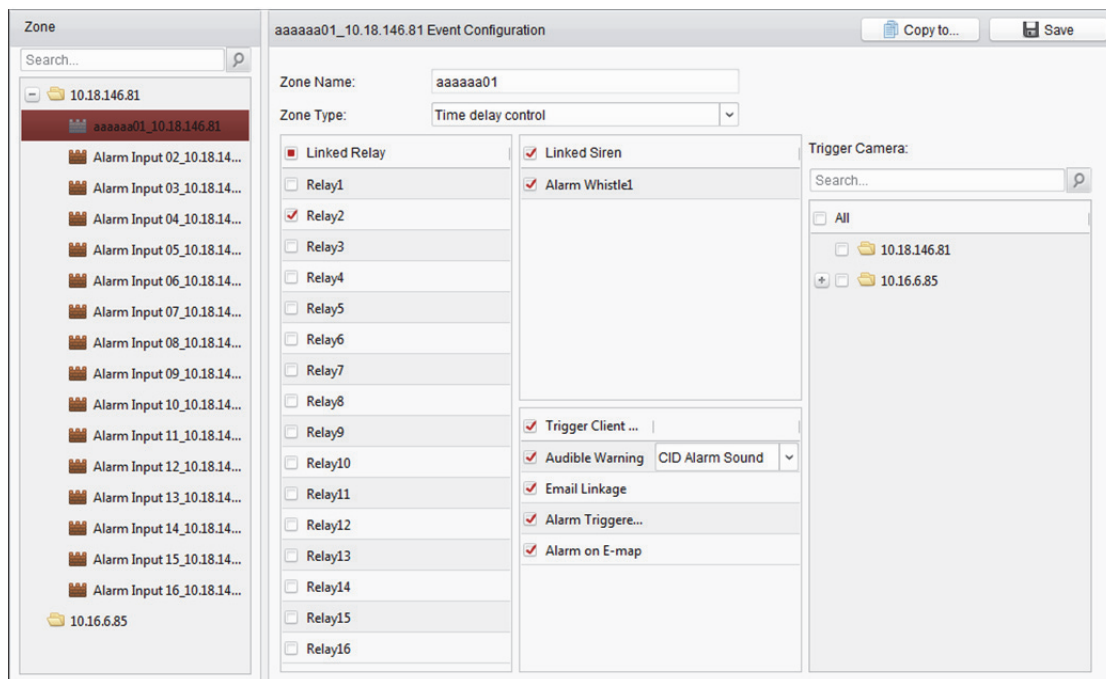 Zone
Search...
10.18.146.81
aaaaaa01_10.18.146.81
Alarm Input 02_10.18.14...
Alarm Input 03_10.18.14...
Alarm Input 04_10.18.14...
Alarm Input 05_10.18.14...
Alarm Input 06_10.18.14...
Alarm Input 07_10.18.14...
Alarm Input 08_10.18.14...
Alarm Input 09_10.18.14...
Alarm Input 10_10.18.14...
Alarm Input 11_10.18.14...
Alarm Input 12_10.18.14...
Alarm Input 13_10.18.14...
Alarm Input 14_10.18.14...
Alarm Input 15_10.18.14...
Alarm Input 16_10.18.14...
10.16.6.85
aaaaaa01_10.18.146.81 Event Configuration
Copy to...
Save
Zone Name: aaaaaa01
Zone Type: Time delay control
Linked Relay
Relay1
Relay2
Relay3
Relay4
Relay5
Relay6
Relay7
Relay8
Relay9
Relay10
Relay11
Relay12
Relay13
Relay14
Relay15
Relay16
Linked Siren
Alarm Whistle1
Trigger Client ...
Audible Warning CID Alarm Sound
Email Linkage
Alarm Triggere...
Alarm on E-map
Trigger Camera:
Search...
All
10.18.146.81
10.16.6.85